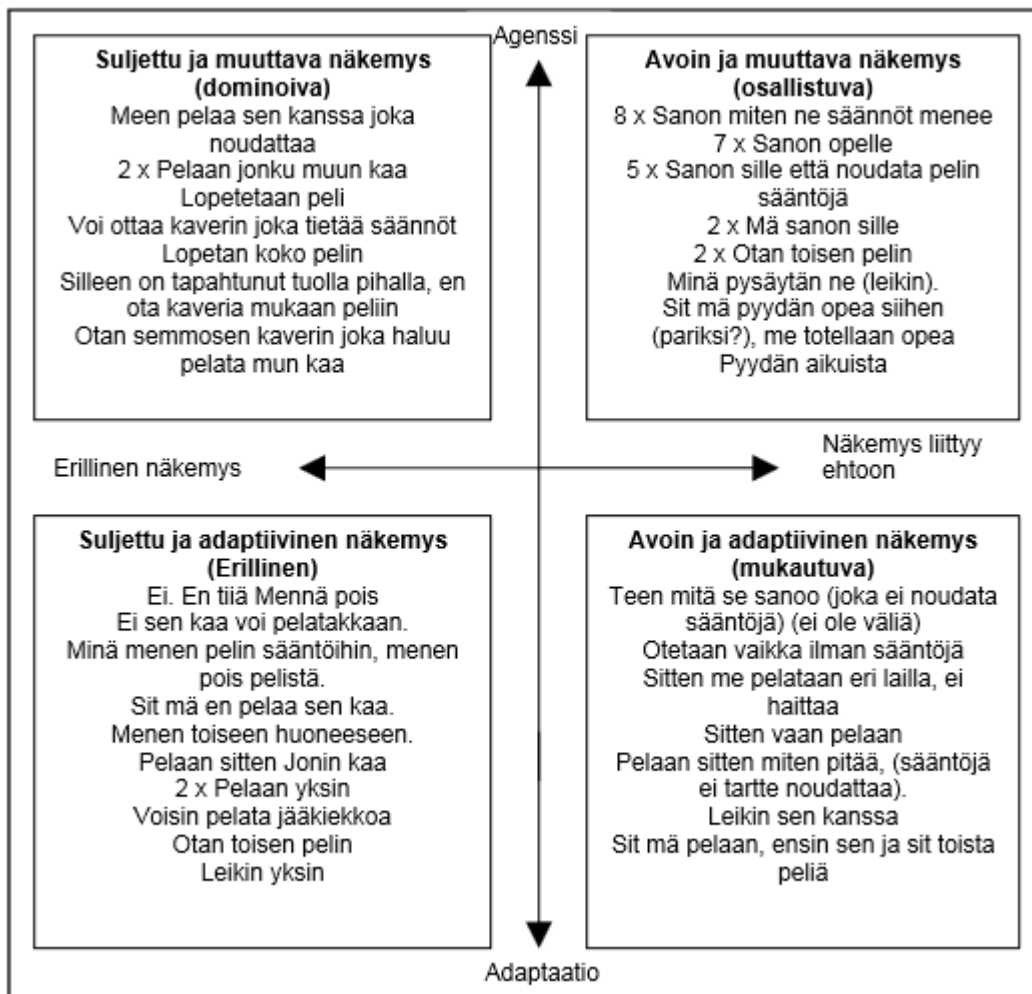 Agenssi
Suljettu ja muuttava näkemys
(dominoiva)
Meen pelaa sen kanssa joka
noudattaa
2 x Pelaan jonku muun kaa
Lopetetaan peli
Voi ottaa kaverin joka tietää säännöt
Lopetan koko pelin
Silleen on tapahtunut tuolla pihalla, en
ota kaveria mukaan peliin
Otan semmosen kaverin joka haluu
pelata mun kaa
Avoin ja muuttava näkemys
(osallistuva)
8 x Sanon miten ne säännöt menee
7 x Sanon opelle
5 x Sanon sille että noudata pelin
sääntöjä
2 x Mä sanon sille
2 x Otan toisen pelin
Minä pysäytän ne (leikin).
Sit mä pyydän opea siihen
(pariksi?), me totellaan opea
Pyydän aikuista
Erillinen näkemys
Näkemys liittyy
ehtoon
Suljettu ja adaptiivinen näkemys
(Erillinen)
Ei. En tiiä Mennä pois
Ei sen kaa voi pelatakkaan.
Minä menen pelin sääntöihin, menen
pois pelistä.
Sit mä en pelaa sen kaa.
Menen toiseen huoneeseen.
Pelaan sitten Jonin kaa
2 x Pelaan yksin
Voisin pelata jääkiekkoa
Otan toisen pelin
Leikin yksin
Avoin ja adaptiivinen näkemys
(mukautuva)
Teen mitä se sanoo (joka ei noudata
sääntöjä) (ei ole väliä)
Otetaan vaikka ilman sääntöjä
Sitten me pelataan eri lailla, ei
haittaa
Sitten vaan pelaan
Pelaan sitten miten pitää, (sääntöjä
ei tartte noudattaa).
Leikin sen kanssa
Sit mä pelaan, ensin sen ja sit toista
peliä
Adaptaatio